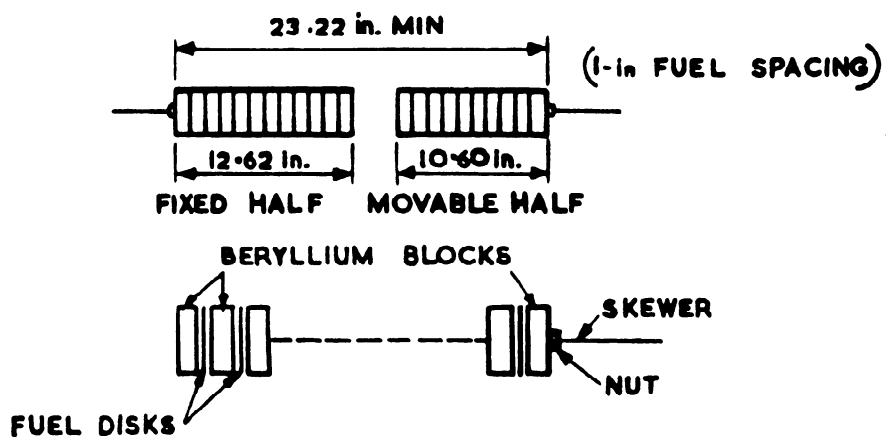 23.22 in. MIN
(1-in FUEL SPACING)
12.62 in.
10.60 in.
FIXED HALF
MOVABLE HALF
BERYLLIUM BLOCKS
SKEWER
NUT
FUEL DISKS